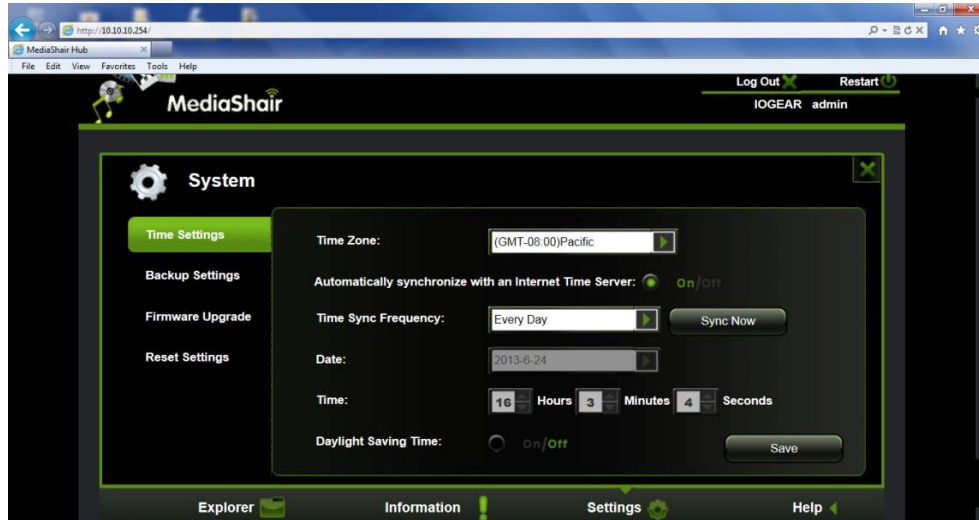 http://10.10.10.254/
MediaShair Hub
File Edit View Favorites Tools Help
Log Out Restart
MediaShair IOGEAR admin
System
Time Settings
Time Zone: (GMT-08:00)Pacific
Backup Settings
Automatically synchronize with an Internet Time Server: On/Off
Firmware Upgrade
Time Sync Frequency: Every Day Sync Now
Reset Settings
Date: 2013-6-24
Time: 16 Hours 3 Minutes 4 Seconds
Daylight Saving Time: On/Off
Save
Explorer Information Settings Help